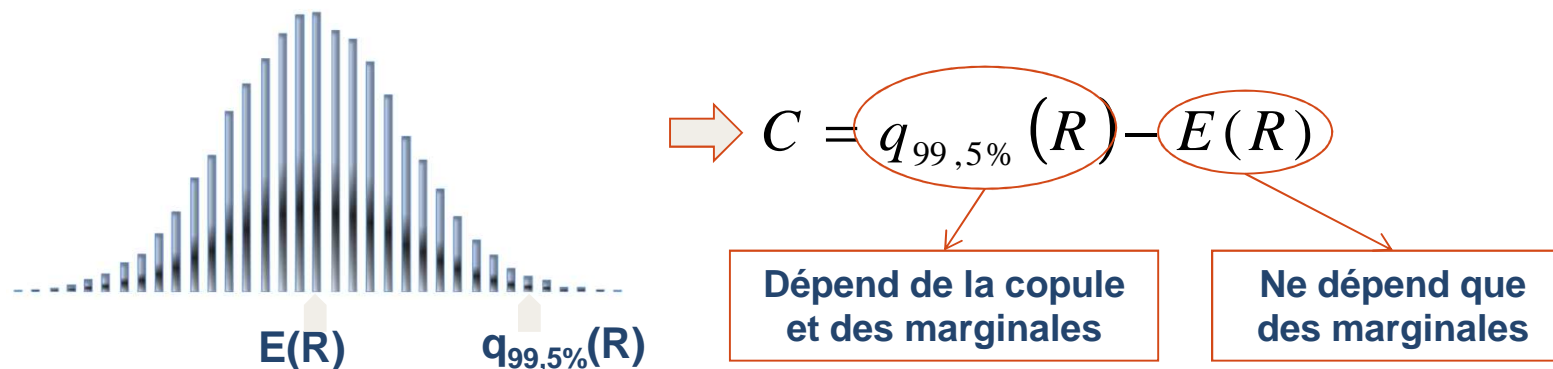 C = q99,5% (R) – E(R)
Dépend de la copule
et des marginales
Ne dépend que
des marginales
E(R)
q99,5%(R)